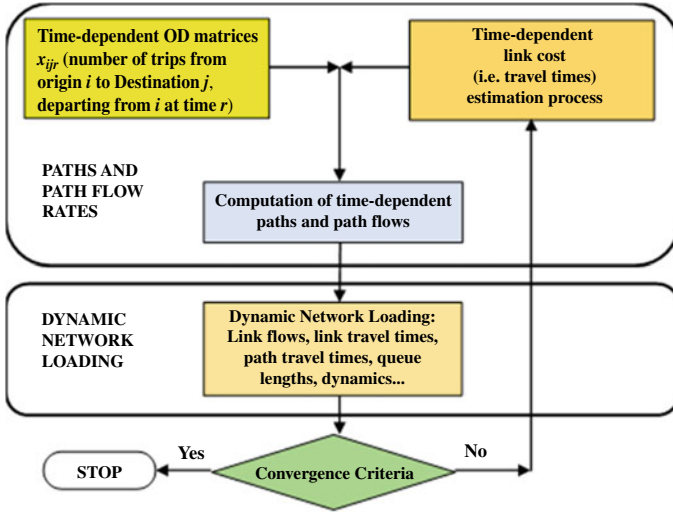 Time-dependent OD matrices
xijr (number of trips from
origin i to Destination j,
departing from i at time r)
Time-dependent
link cost
(i.e. travel times)
estimation process
PATHS AND
PATH FLOW
RATES
Computation of time-dependent
paths and path flows
DYNAMIC
NETWORK
LOADING
Dynamic Network Loading:
Link flows, link travel times,
path travel times, queue
lengths, dynamics...
Yes
No
STOP
Convergence Criteria